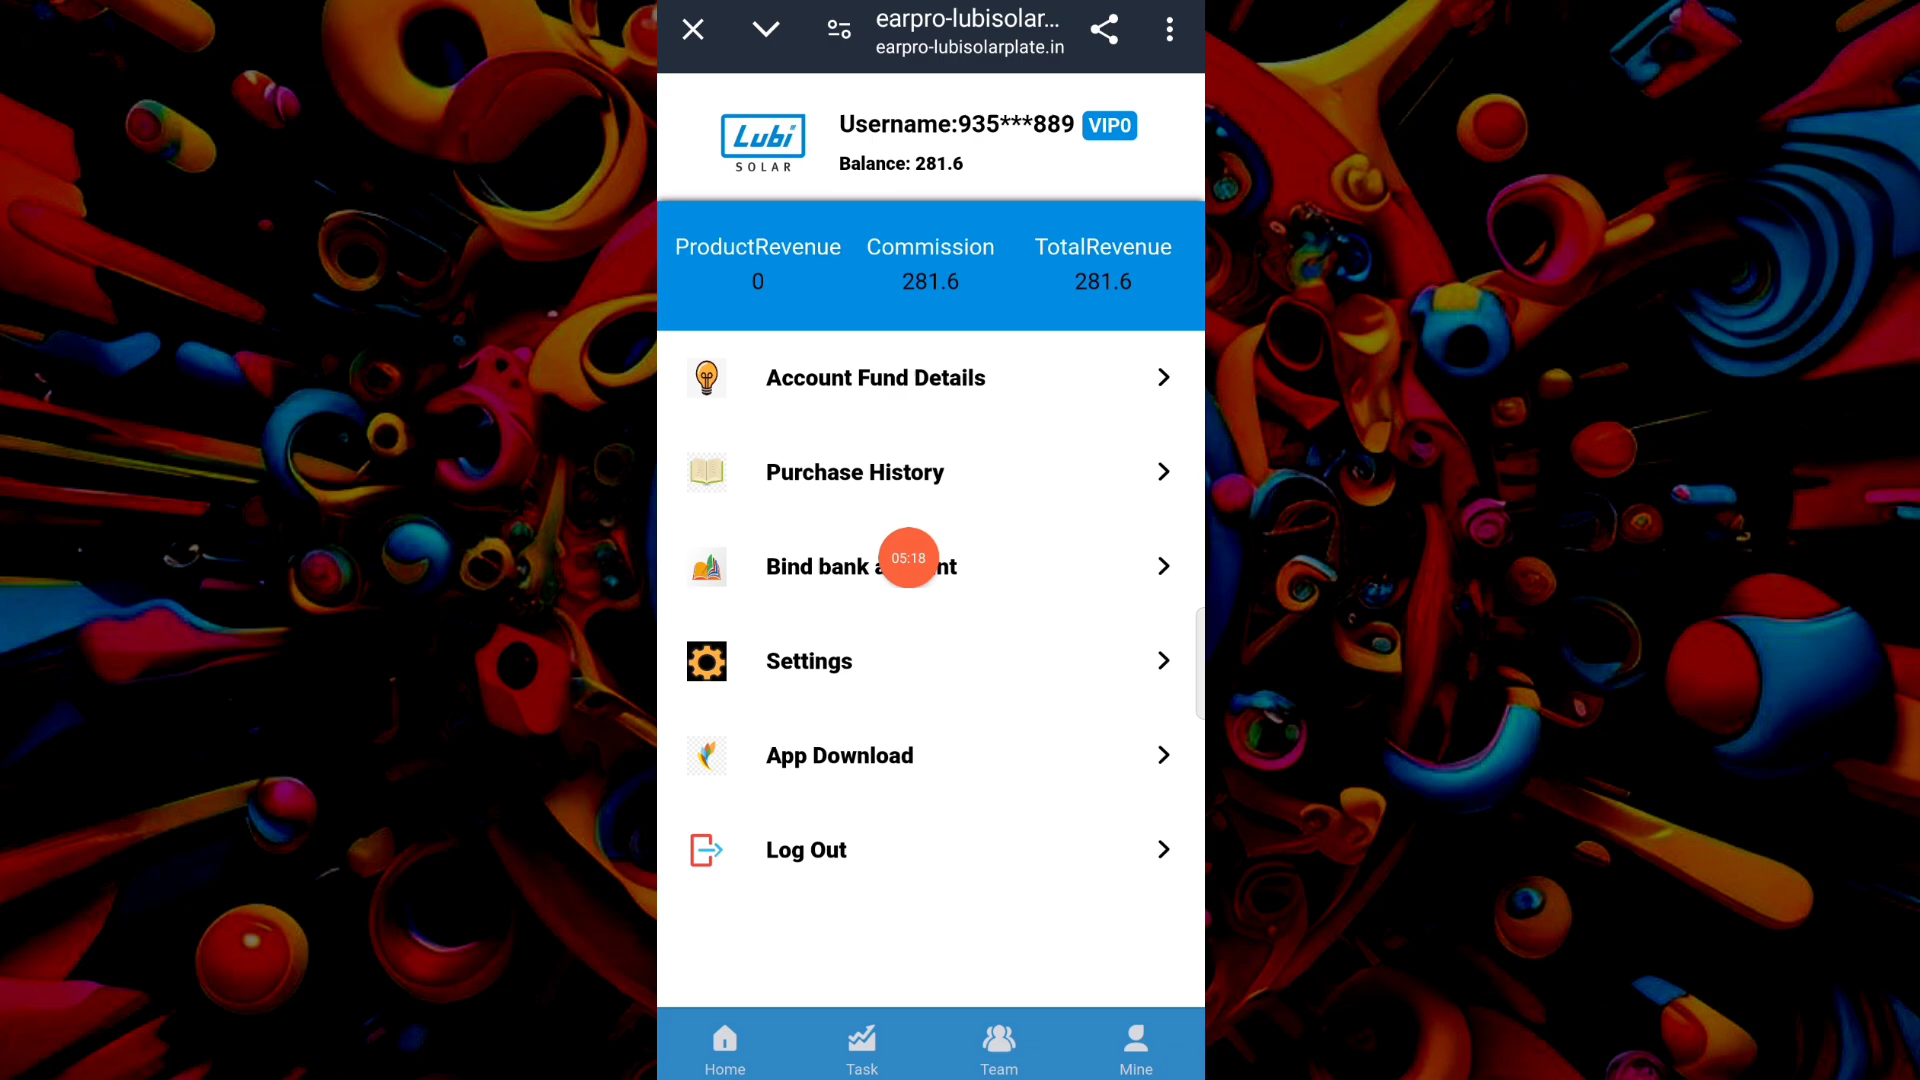 earpro-lubisolar...
earpro-lubisolarplate.in
Lubi
SOLAR
Username:935***889 VIP0
Balance: 281.6
ProductRevenue Commission TotalRevenue
0 281.6 281.6
Account Fund Details
Purchase History
Bind bank a nt
05:18
Settings
App Download
Log Out
Home Task Team Mine